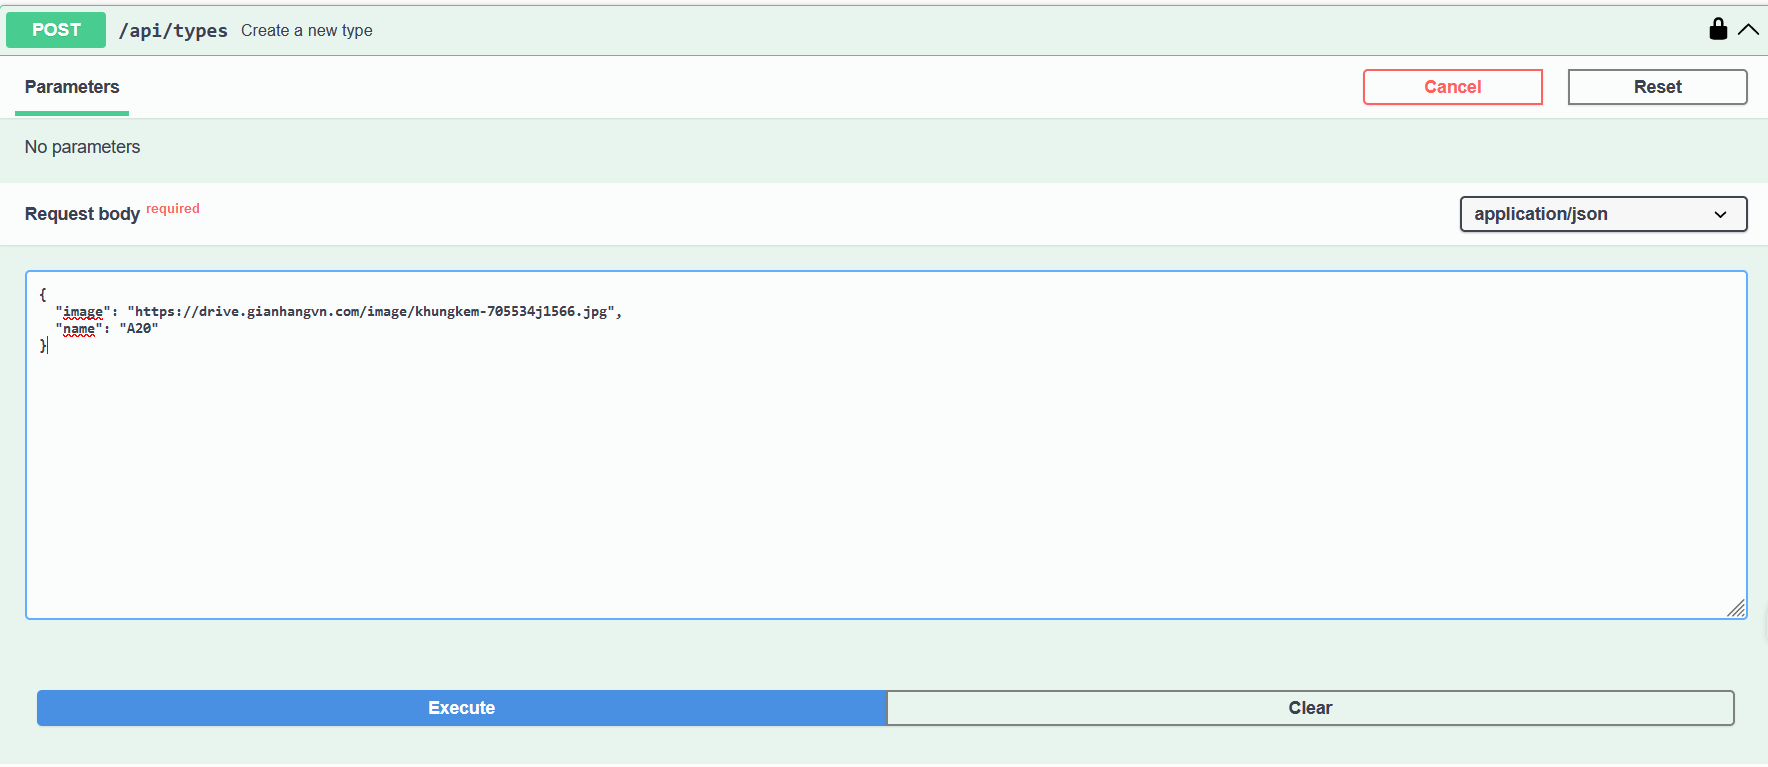 POST /api/types Create a new type
Parameters
Cancel
Reset
No parameters
Request body required
application/json
{
"image": "https://drive.gianhangvn.com/image/khungkem-705534j1566.jpg",
"name": "A20"
}
Execute
Clear